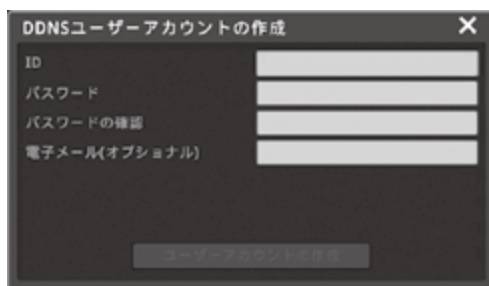 DDNSユーザーアカウントの作成
ID
パスワード
パスワードの確認
電子メール(オプショナル)
ユーザーアカウントの作成